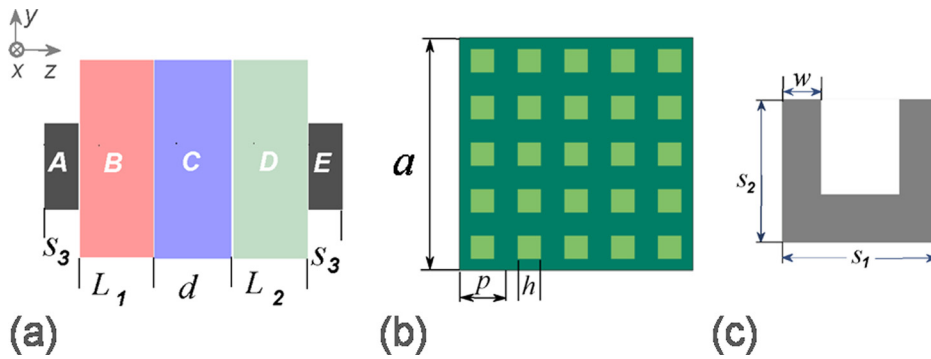 y
x z
A B C D E
S3 L1 d L2 S3
(a)
a
p h
(b)
w
s2
s1
(c)